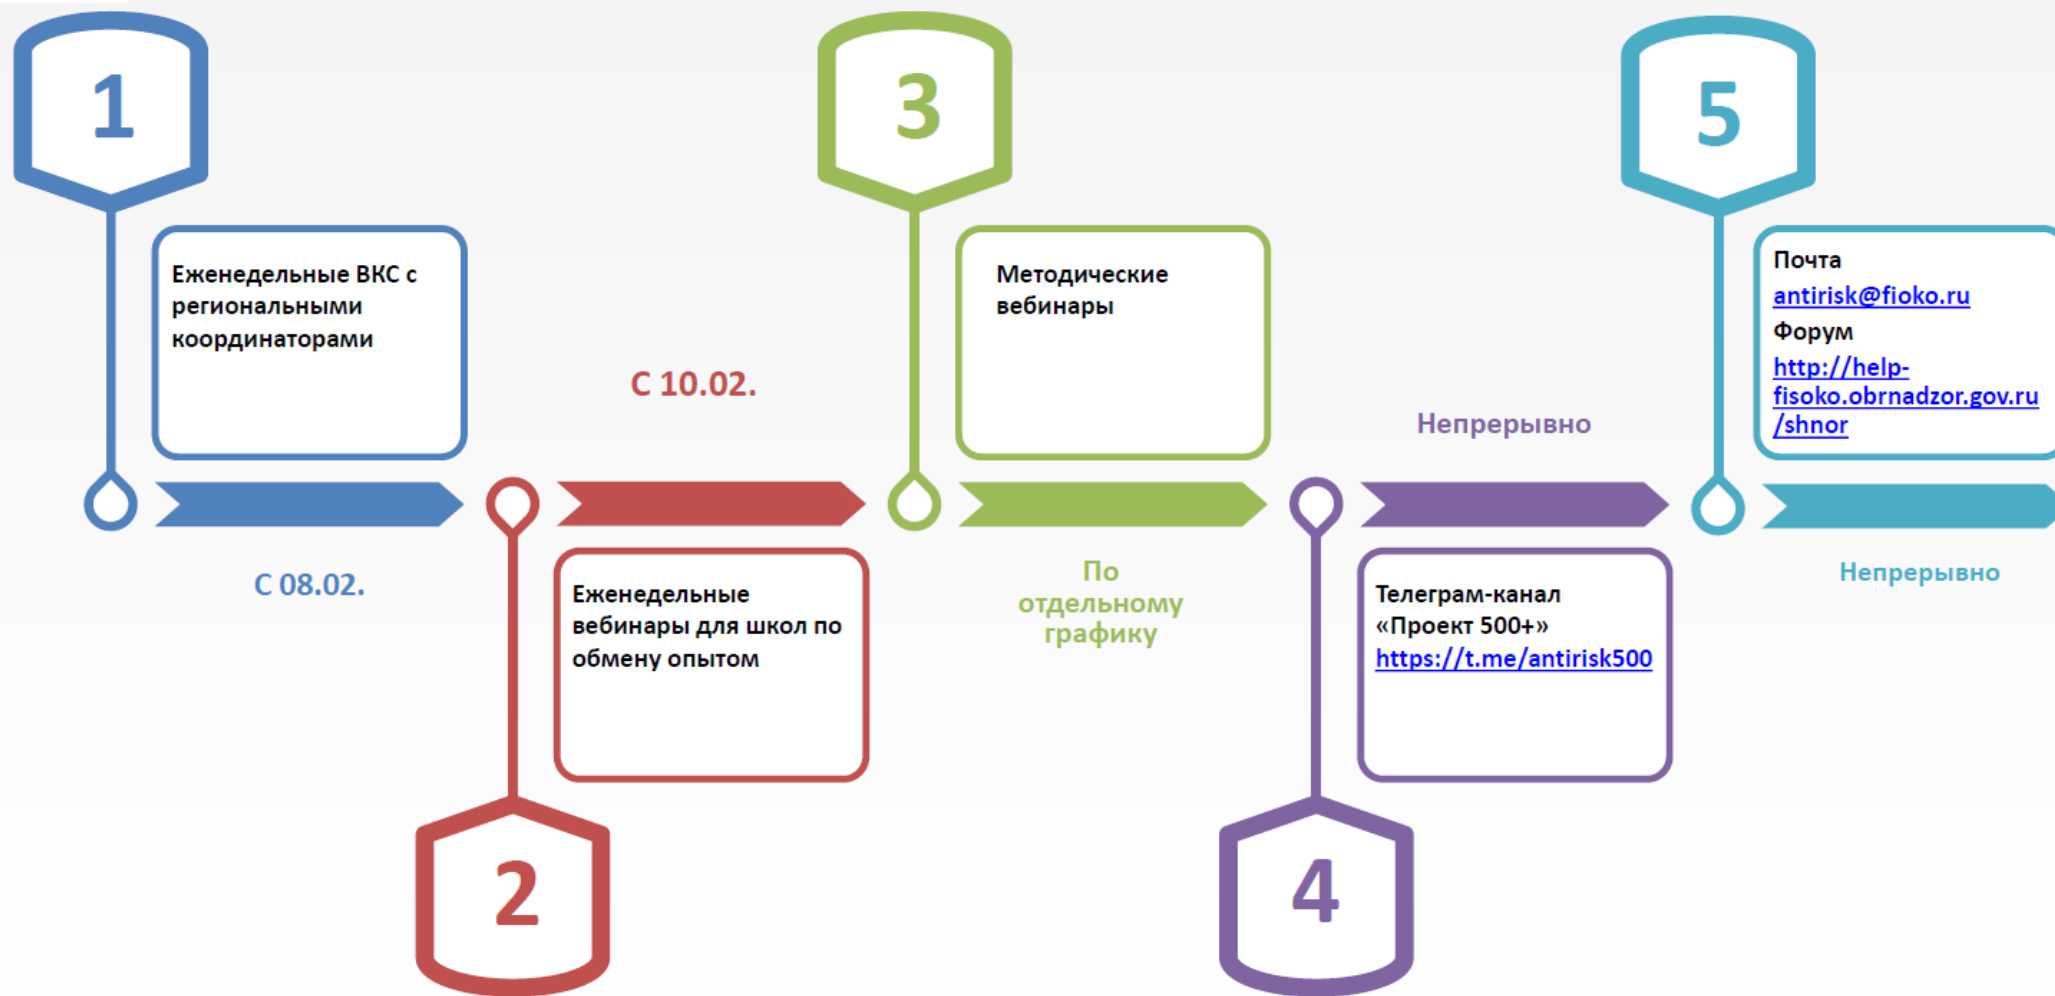 1
Еженедельные ВКС с
региональными
координаторами
С 08.02.
2
С 10.02.
Еженедельные
вебинары для школ по
обмену опытом
3
Методические
вебинары
По
отдельному
графику
4
Непрерывно
Телеграм-канал
«Проект 500+»
https://t.me/antirisk500
5
Почта
antirisk@fioko.ru
Форум
http://help-
fisoko.obrnadzor.gov.ru
/shnor
Непрерывно